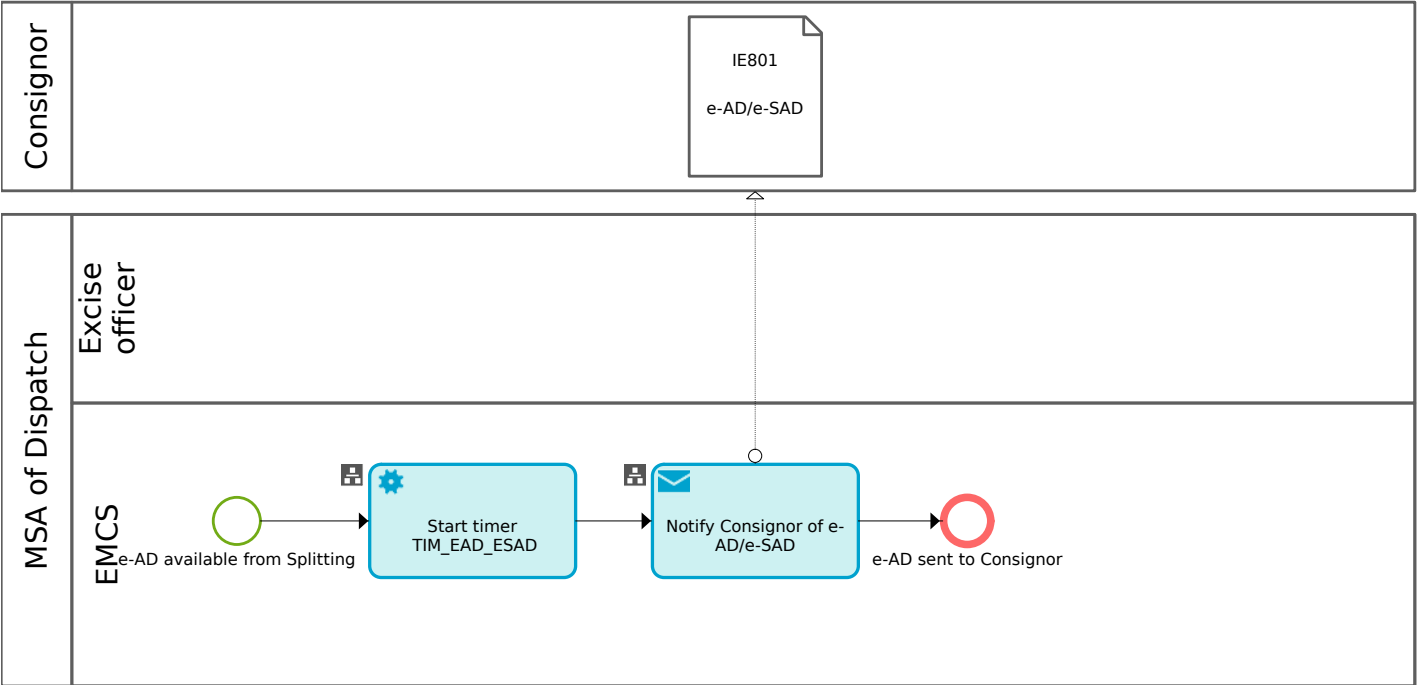 Consignor
IE801
e-AD/e-SAD
MSA of Dispatch
Excise
officer
EMCS
e-AD available from Splitting
Start timer
TIM_EAD_ESAD
Notify Consignor of e-
AD/e-SAD
e-AD sent to Consignor